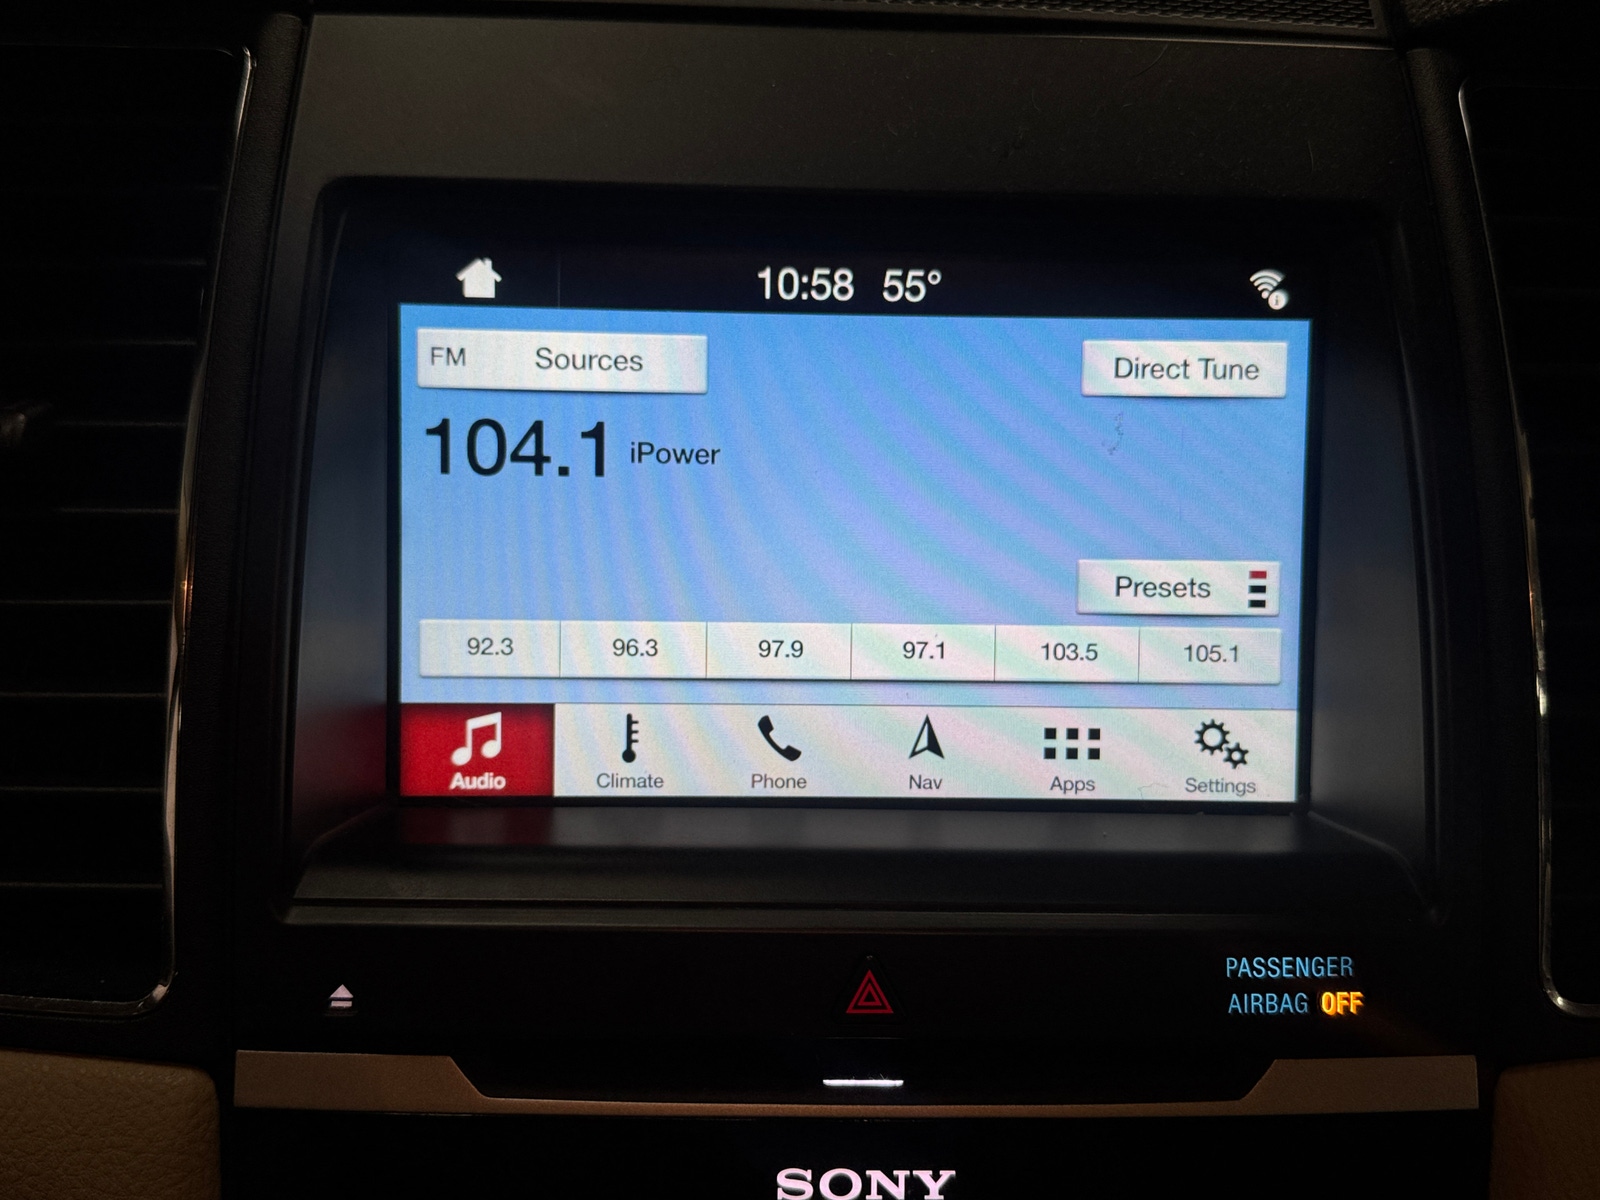 10:58 55°
FM Sources
Direct Tune
104.1 iPower
Presets
92.3 96.3 97.9 97.1 103.5 105.1
Audio Climate Phone Nav Apps Settings
PASSENGER
AIRBAG OFF
SONY